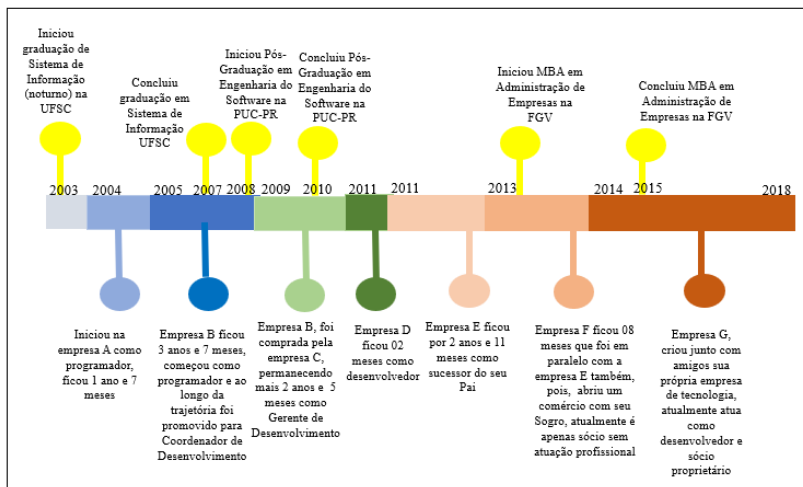 Iniciou
graduação de
Sistema de
Informação
(noturno) na
UFSC
Concluiu
graduação em
Sistema de
Informação
UFSC
Iniciou Pós-
Graduação em
Engenharia do
Software na
PUC-PR
Concluiu Pós-
Graduação em
Engenharia do
Software na
PUC-PR
Iniciou MBA em
Administração
de Empresas na
FGV
Concluiu MBA em
Administração de
Empresas na FGV
2003
2004
2005
2007
2008
2009
2010
2011
2011
2013
2014
2015
2018
Iniciou na
empresa A como
programador,
ficou 1 ano e 7
meses
Empresa B ficou
3 anos e 7 meses,
começou como
programador e ao
longo da
trajetória foi
promovido para
Coordenador de
Desenvolvimento
Empresa B, foi
comprada pela
empresa C,
permanecendo
mais 2 anos e 5
meses como
Gerente de
Desenvolvimento
Empresa D
ficou 02
meses como
desenvolvedor
Empresa E ficou
por 2 anos e 11
meses como
sucessor do seu
Pai
Empresa F ficou 08
meses que foi em
paralelo com a
empresa E também,
pois, abriu um
comércio com seu
Sogro, atualmente é
apenas sócio sem
atuação profissional
Empresa G,
criou junto com
amigos sua
própria empresa
de tecnologia,
atualmente atua
como
desenvolvedor e
sócio
proprietário